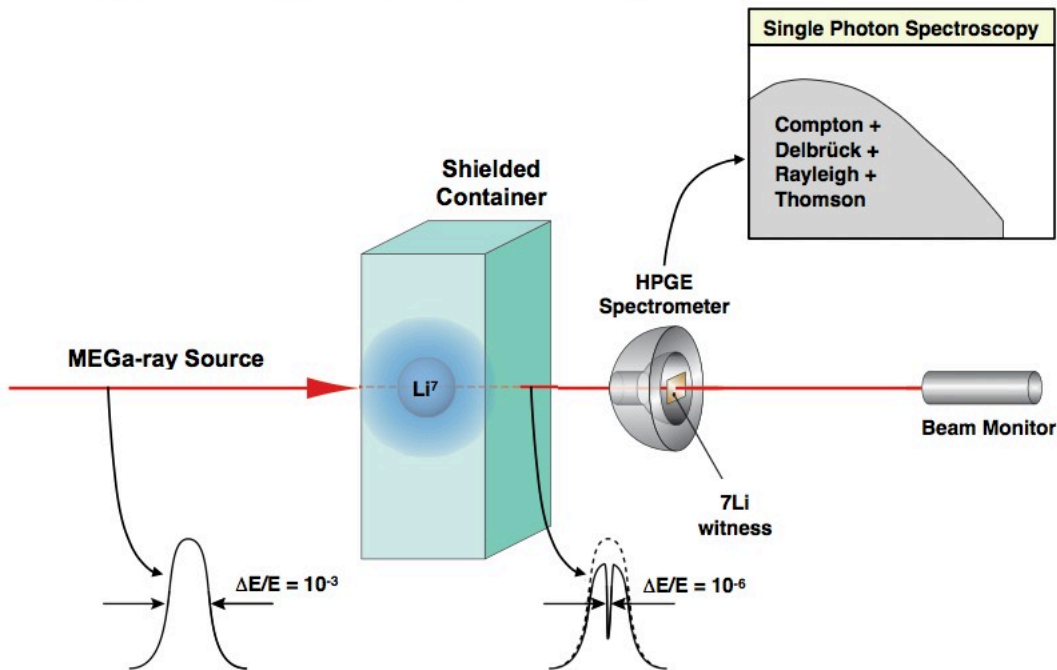 Single Photon Spectroscopy
Compton +
Delbrück +
Rayleigh +
Thomson
Shielded
Container
HPGE
Spectrometer
MEGa-ray Source
Li⁷
Beam Monitor
7Li
witness
ΔE/E = 10⁻³
ΔE/E = 10⁻⁶